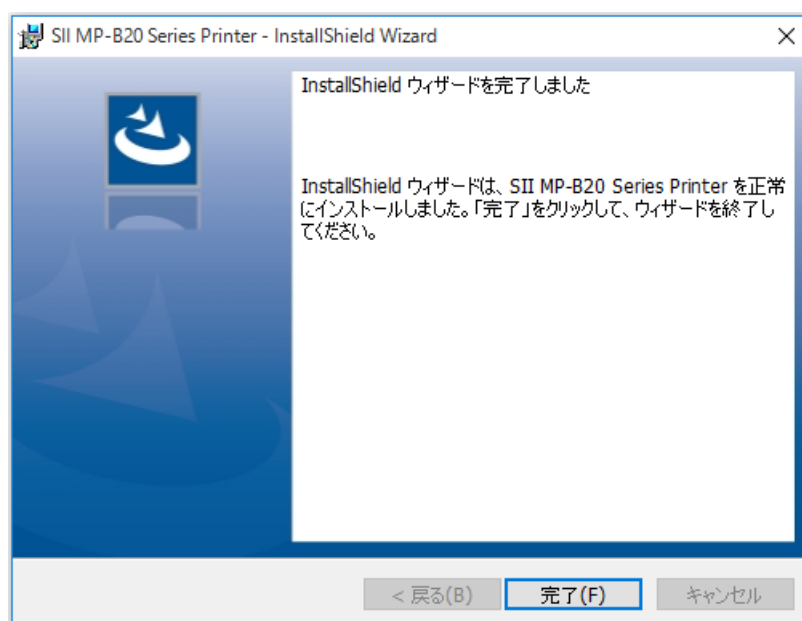 SII MP-B20 Series Printer - InstallShield Wizard
InstallShield ウィザードを完了しました
InstallShield ウィザードは、SII MP-B20 Series Printer を正常
にインストールしました。「完了」をクリックして、ウィザードを終了し
てください。
< 戻る(B)
完了(F)
キャンセル